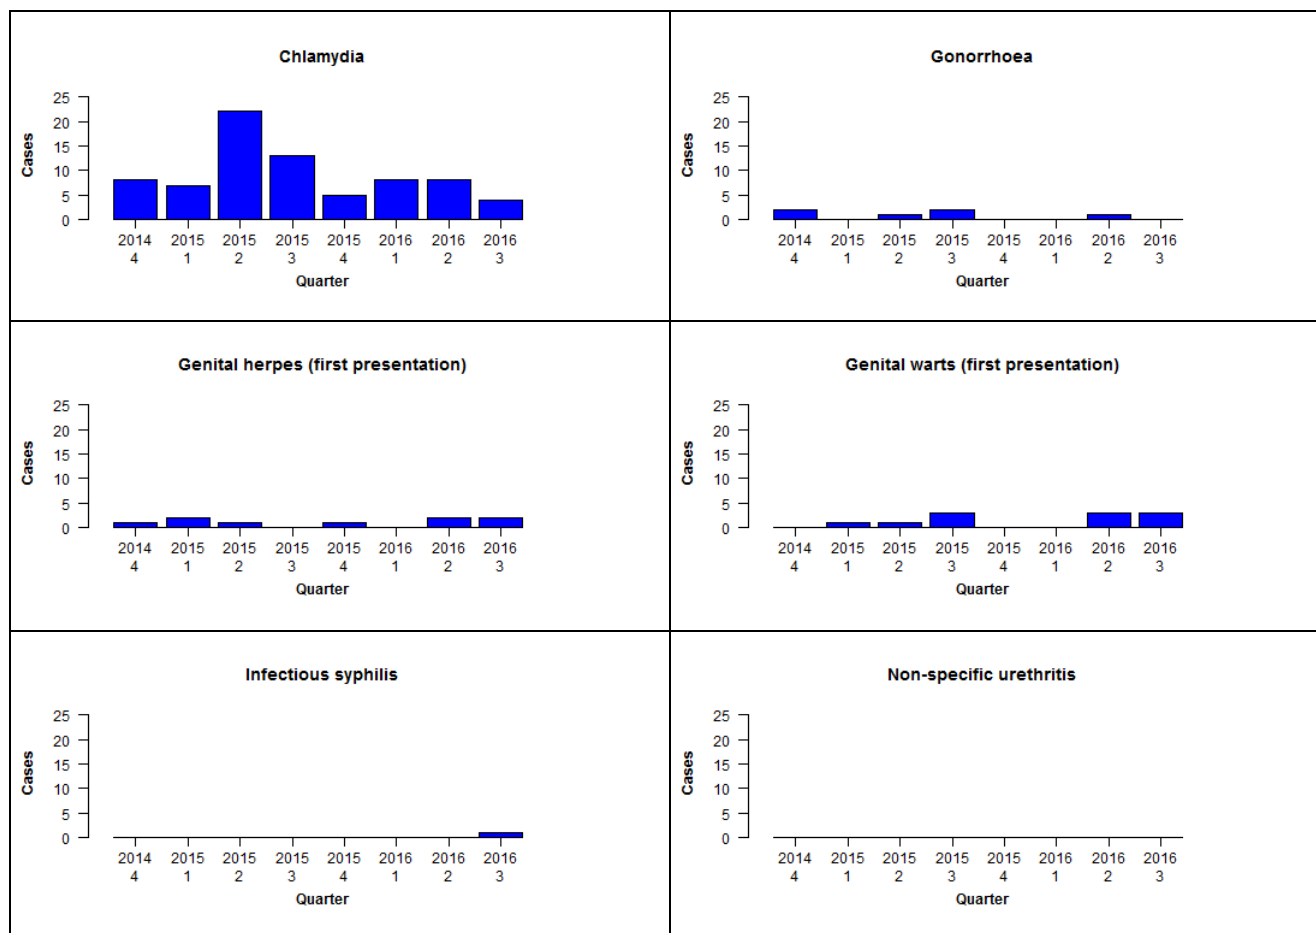 Chlamydia
25
20
15
10
5
0
Cases
2014 2015 2015 2015 2015 2016 2016 2016
4 1 2 3 4 1 2 3
Quarter
Gonorrhoea
25
20
15
10
5
0
Cases
2014 2015 2015 2015 2015 2016 2016 2016
4 1 2 3 4 1 2 3
Quarter
Genital herpes (first presentation)
25
20
15
10
5
0
Cases
2014 2015 2015 2015 2015 2016 2016 2016
4 1 2 3 4 1 2 3
Quarter
Genital warts (first presentation)
25
20
15
10
5
0
Cases
2014 2015 2015 2015 2015 2016 2016 2016
4 1 2 3 4 1 2 3
Quarter
Infectious syphilis
25
20
15
10
5
0
Cases
2014 2015 2015 2015 2015 2016 2016 2016
4 1 2 3 4 1 2 3
Quarter
Non-specific urethritis
25
20
15
10
5
0
Cases
2014 2015 2015 2015 2015 2016 2016 2016
4 1 2 3 4 1 2 3
Quarter